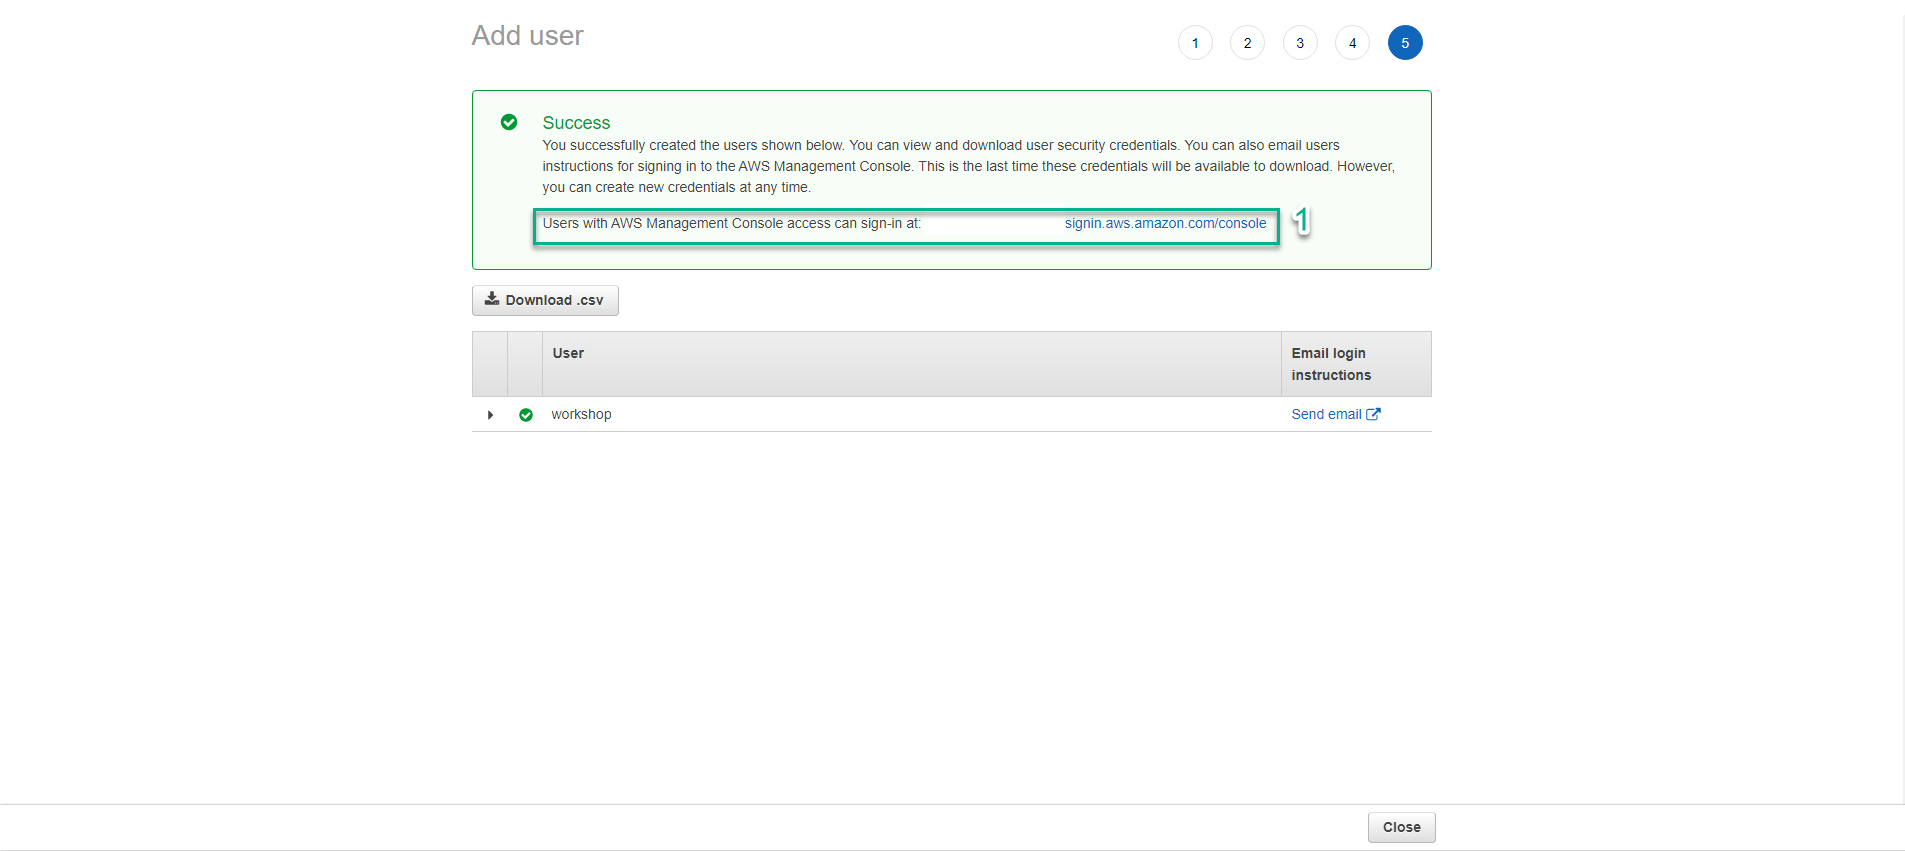 Add user
1 2 3 4 5
Success
You successfully created the users shown below. You can view and download user security credentials. You can also email users
instructions for signing in to the AWS Management Console. This is the last time these credentials will be available to download. However,
you can create new credentials at any time.
Users with AWS Management Console access can sign-in at: signin.aws.amazon.com/console
1
Download .csv
User
Email login
instructions
workshop
Send email
Close